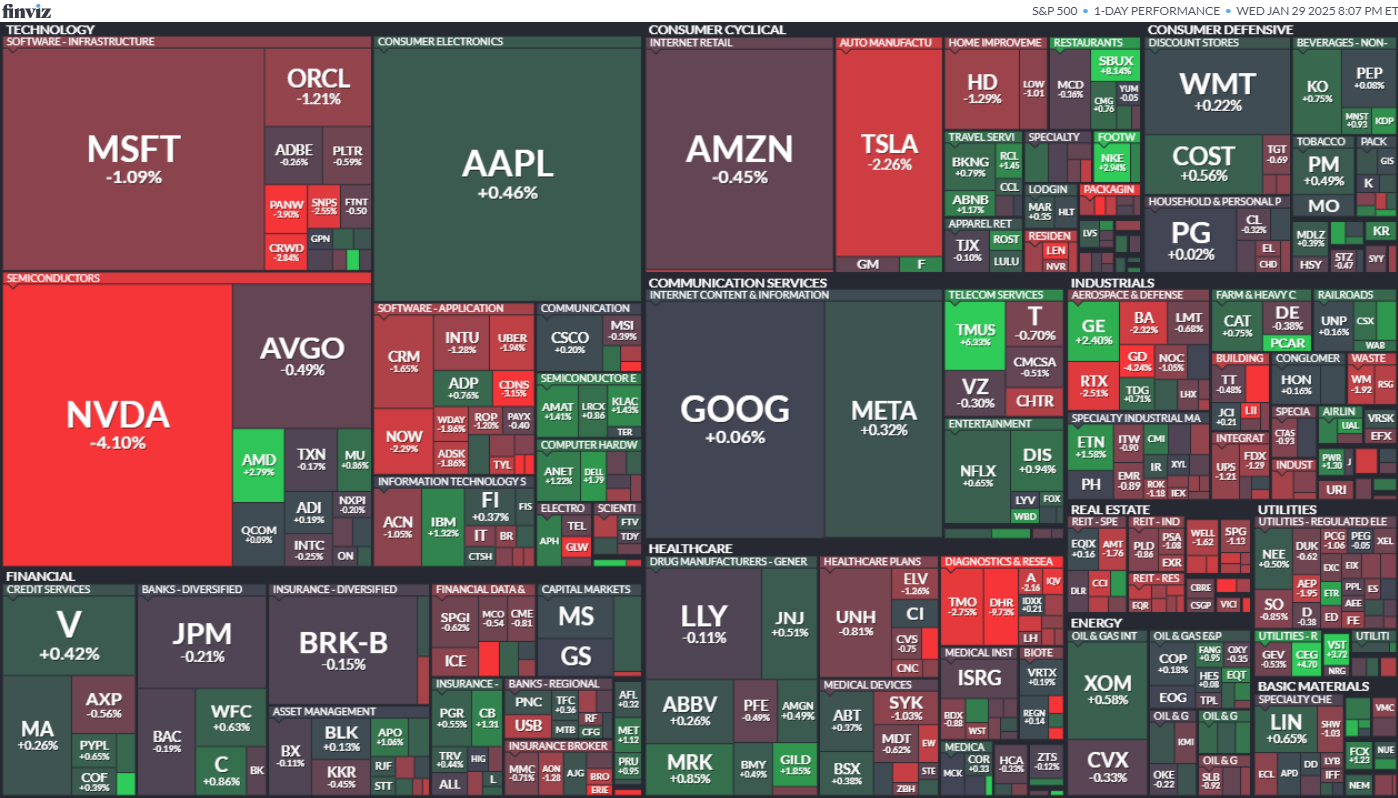 finviz
S&P 500 • 1-DAY PERFORMANCE • WED JAN 29 2025 8:07 PM ET
TECHNOLOGY
SOFTWARE - INFRASTRUCTURE
MSFT
-1.09%
ORCL
-1.21%
ADBE
-0.26%
PLTR
-0.59%
PANW
-3.90%
SNPS
-2.55%
FTNT
-0.50
CRWD
-2.84%
GPN
CONSUMER ELECTRONICS
AAPL
+0.46%
SEMICONDUCTORS
NVDA
-4.10%
AVGO
-0.49%
AMD
+2.79%
TXN
-0.17%
MU
+0.86%
QCOM
+0.09%
ADI
+0.19%
NXPI
-0.20%
INTC
-0.25%
ON
SOFTWARE - APPLICATION
CRM
-1.65%
INTU
-1.28%
UBER
-1.94%
ADP
+0.76%
CDNS
-3.15%
NOW
-2.29%
WDAY
-1.86%
ROP
-1.20%
PAYX
-0.40
ADSK
-1.86%
TYL
COMMUNICATION
CSCO
+0.20%
MSI
-0.39%
SEMICONDUCTOR E
AMAT
+1.41%
LRCX
+0.86
KLAC
+1.43%
TER
COMPUTER HARDW
ANET
+1.22%
DELL
+1.79
INFORMATION TECHNOLOGY S
ACN
-1.05%
IBM
+1.32%
FI
+0.37%
FIS
IT
BR
CTSH
ELECTRO
APH
TEL
GLW
SCIENTI
FTV
TDY
CONSUMER CYCLICAL
INTERNET RETAIL
AMZN
-0.45%
AUTO MANUFACTU
TSLA
-2.26%
GM
F
HOME IMPROVEME
HD
-1.29%
LOW
-1.01
RESTAURANTS
MCD
-0.36%
SBUX
+8.14%
CMG
+0.76
YUM
-0.05
TRAVEL SERVI
BKNG
+0.79%
RCL
+1.45
ABNB
+1.17%
CCL
SPECIALTY
FOOTW
NKE
+2.94%
LODGIN
MAR
+0.35
HLT
PACKAGIN
APPAREL RET
TJX
-0.10%
ROST
LULU
RESIDEN
LEN
NVR
LVS
CONSUMER DEFENSIVE
DISCOUNT STORES
WMT
+0.22%
COST
+0.56%
TGT
-0.69
BEVERAGES - NON-
KO
+0.75%
PEP
+0.08%
MNST
+0.93
KDP
TOBACCO
PM
+0.49%
MO
PACK
GIS
K
HOUSEHOLD & PERSONAL P
PG
+0.02%
CL
-0.32%
EL
CHD
MDLZ
+0.39%
HSY
STZ
-0.47
KR
SYY
COMMUNICATION SERVICES
INTERNET CONTENT & INFORMATION
GOOG
+0.06%
META
+0.32%
TELECOM SERVICES
TMUS
+6.33%
T
-0.70%
VZ
-0.30%
CMCSA
-0.51%
CHTR
ENTERTAINMENT
NFLX
+0.65%
DIS
+0.94%
LYV
FOX
WBD
INDUSTRIALS
AEROSPACE & DEFENSE
GE
+2.40%
BA
-2.32%
LMT
-0.68%
RTX
-2.51%
GD
-4.24%
NOC
-1.05%
TDG
+0.71%
LHX
FARM & HEAVY C
CAT
+0.75%
DE
-0.38%
PCAR
RAILROADS
UNP
+0.16%
CSX
WAB
BUILDING
TT
-0.48%
JCI
+0.21
LII
CONGLOMER
HON
+0.16%
WASTE
WM
-1.92
RSG
SPECIALTY INDUSTRIAL MA
ETN
+1.58%
ITW
-0.90
CMI
PH
EMR
-0.89
IR
XYL
ROK
-1.18
IEX
INTEGRAT
UPS
-1.21
FDX
-1.29
SPECIA
CTAS
-0.93
INDUST
AIRLIN
UAL
VRSK
EFX
PWR
+1.30
J
URI
HEALTHCARE
DRUG MANUFACTURERS - GENER
LLY
-0.11%
JNJ
+0.51%
ABBV
+0.26%
PFE
-0.49%
AMGN
+0.49%
MRK
+0.85%
BMY
+0.49%
GILD
+1.85%
HEALTHCARE PLANS
UNH
-0.81%
ELV
-1.26%
CI
CVS
-0.75
CNC
MEDICAL DEVICES
ABT
+0.37%
SYK
-1.03%
MDT
-0.62%
EW
BSX
+0.38%
STE
ZBH
DIAGNOSTICS & RESEA
TMO
-2.75%
DHR
-9.73%
A
-2.16
IQV
IDXX
+0.21
LH
MEDICAL INST
ISRG
BDX
-0.88
WST
BIOTE
VRTX
+0.19%
REGN
+0.14
MEDICA
MCK
COR
+0.33
HCA
-0.33%
ZTS
-0.12%
REAL ESTATE
REIT - SPE
EQIX
+0.16
AMT
-1.76
DLR
CCI
REIT - IND
PLD
-0.86
PSA
-1.08
EXR
WELL
-1.62
SPG
-1.13
REIT - RES
EQR
CBRE
CSGP
VICI
UTILITIES
UTILITIES - REGULATED ELE
NEE
+0.50%
DUK
-0.62
PCG
-1.06
PEG
-0.05
XEL
EXC
EIX
SO
-0.85%
AEP
-1.95
ETR
PPL
ES
AEE
D
-0.38
ED
FE
UTILITIES - R
GEV
-0.53%
CEG
+4.70
VST
+3.72
NRG
UTILITI
ENERGY
OIL & GAS INT
XOM
+0.58%
CVX
-0.33%
OIL & GAS E&P
COP
+0.18%
FANG
+0.95
OXY
-0.35
HES
+0.08
EQT
EOG
TPL
OIL & G
KMI
OKE
-0.22
OIL & G
OIL & G
SLB
-0.92
BASIC MATERIALS
SPECIALTY CHE
LIN
+0.65%
SHW
-1.03
ECL
APD
DD
LYB
IFF
VMC
FCX
+1.23
NUE
NEM
FINANCIAL
CREDIT SERVICES
V
+0.42%
MA
+0.26%
AXP
-0.56%
PYPL
+0.65%
COF
+0.39%
BANKS - DIVERSIFIED
JPM
-0.21%
BAC
-0.19%
WFC
+0.63%
C
+0.86%
BK
INSURANCE - DIVERSIFIED
BRK-B
-0.15%
ASSET MANAGEMENT
BX
-0.11%
BLK
+0.13%
APO
+1.06%
KKR
-0.45%
RJF
STT
FINANCIAL DATA &
SPGI
-0.62%
MCO
-0.54
CME
-0.81
ICE
CAPITAL MARKETS
MS
GS
INSURANCE -
PGR
+0.55%
CB
+1.31
TRV
+0.44%
HIG
ALL
L
BANKS - REGIONAL
PNC
TFC
+0.36
USB
RF
MTB
CFG
INSURANCE BROKER
MMC
-0.71%
AON
-1.28
AJG
BRO
ERIE
AFL
+0.32
MET
+1.12
PRU
+0.95